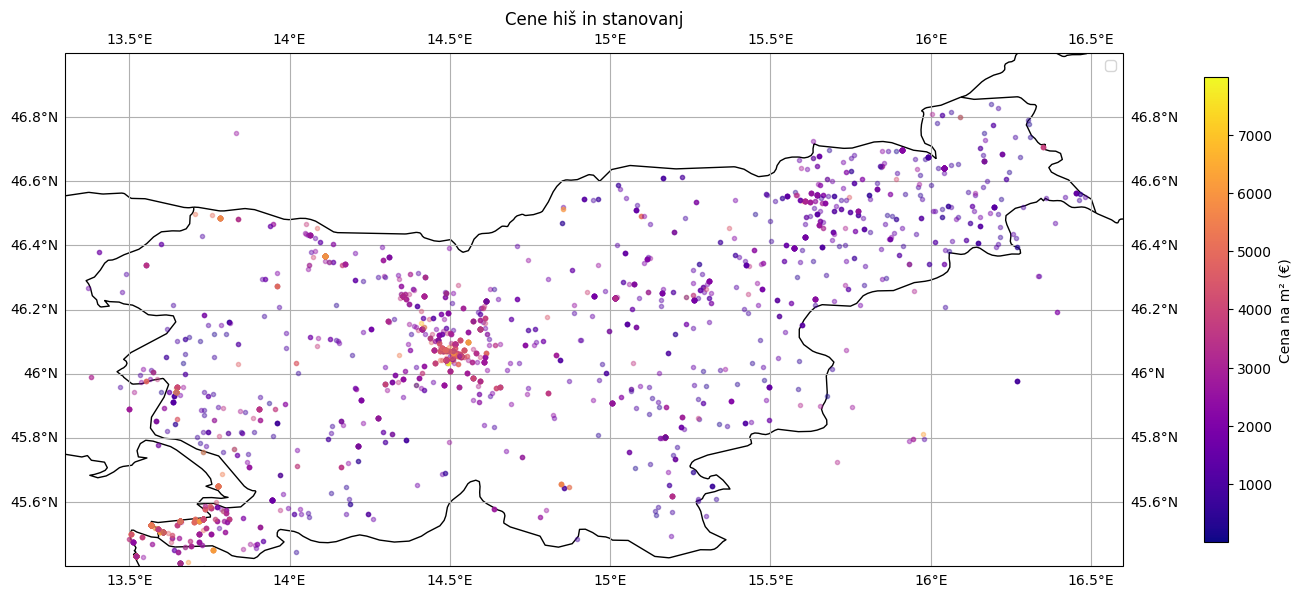 Cene hiš in stanovanj
13.5°E 14°E 14.5°E 15°E 15.5°E 16°E 16.5°E
46.8°N 46.8°N 7000
46.6°N 46.6°N 6000
46.4°N 46.4°N 5000
46.2°N 46.2°N 4000
46°N 46°N 3000
45.8°N 45.8°N 2000
45.6°N 45.6°N 1000
13.5°E 14°E 14.5°E 15°E 15.5°E 16°E 16.5°E
Cena na m² (€)